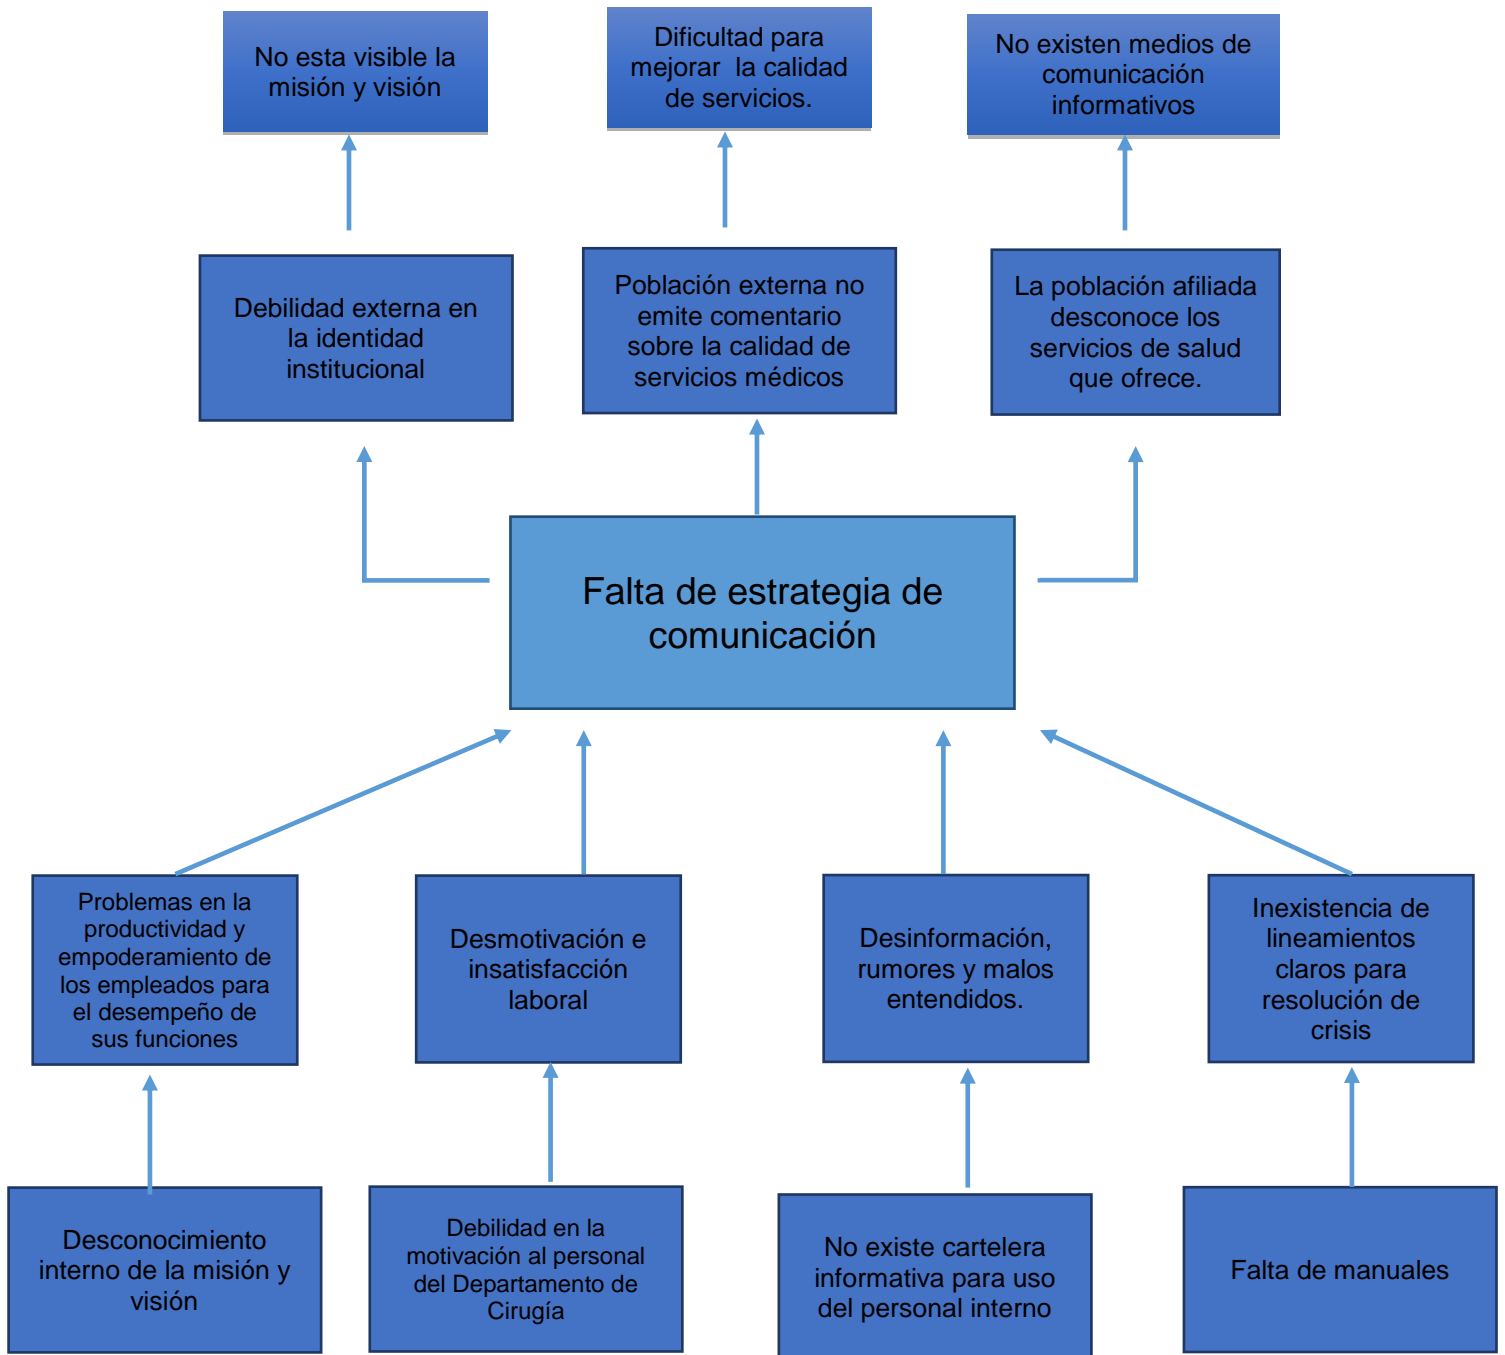 No esta visible la
misión y visión
Dificultad para
mejorar  la calidad
de servicios.
No existen medios de
comunicación
informativos
Debilidad externa en
la identidad
institucional
Población externa no
emite comentario
sobre la calidad de
servicios médicos
La población afiliada
desconoce los
servicios de salud
que ofrece.
Falta de estrategia de
comunicación
Problemas en la
productividad y
empoderamiento de
los empleados para
el desempeño de
sus funciones
Desmotivación e
insatisfacción
laboral
Desinformación,
rumores y malos
entendidos.
Inexistencia de
lineamientos
claros para
resolución de
crisis
Desconocimiento
interno de la misión y
visión
Debilidad en la
motivación al personal
del Departamento de
Cirugía
No existe cartelera
informativa para uso
del personal interno
Falta de manuales